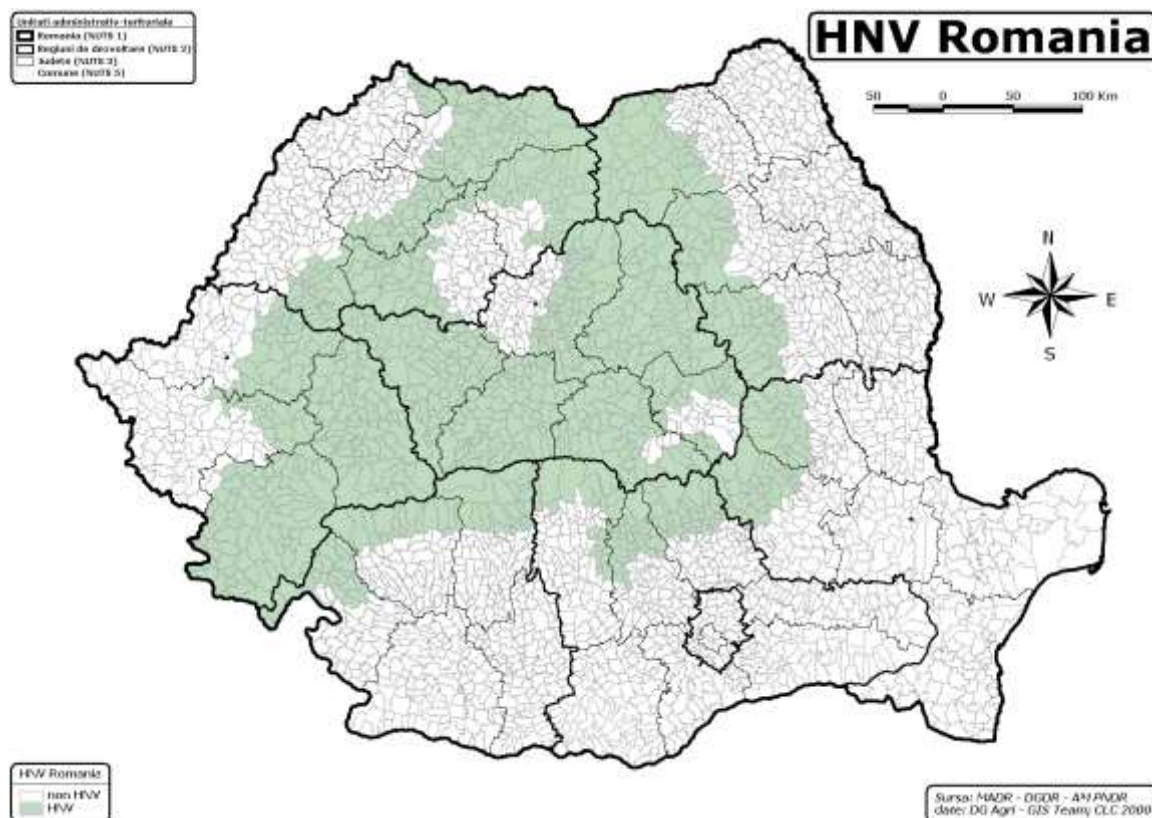 Unitati administrativ-teritoriale
Romania (NUTS 1)
Regiuni de dezvoltare (NUTS 2)
Judete (NUTS 3)
Comune (NUTS 5)
HNV Romania
50 0 50 100 Km
N
W E
S
HNV Romania
non HNV
HNV
Sursa: MADR - DGDR - AM PNDR
date: DG Agri - GIS Team; CLC 2000